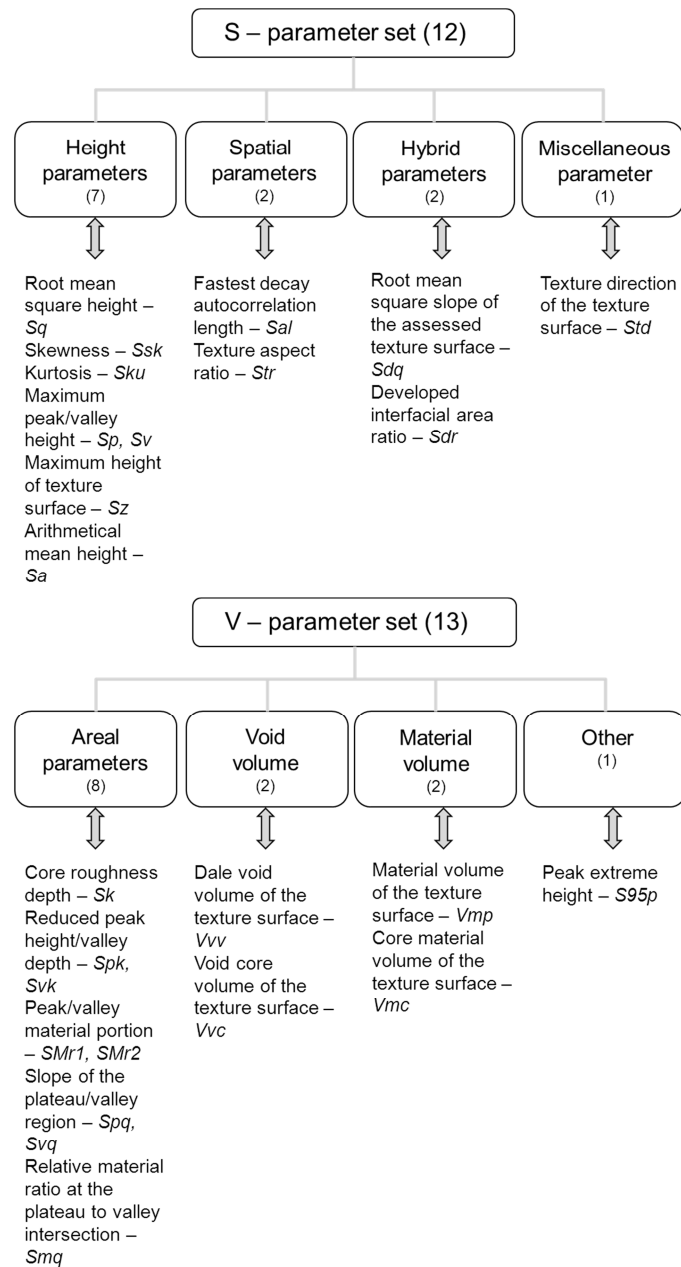 S – parameter set (12)
Height
parameters
(7)
Spatial
parameters
(2)
Hybrid
parameters
(2)
Miscellaneous
parameter
(1)
Root mean
square height –
Sq
Skewness – Ssk
Kurtosis – Sku
Maximum
peak/valley
height – Sp, Sv
Maximum height
of texture
surface – Sz
Arithmetical
mean height –
Sa
Fastest decay
autocorrelation
length – Sal
Texture aspect
ratio – Str
Root mean
square slope of
the assessed
texture surface –
Sdq
Developed
interfacial area
ratio – Sdr
Texture direction
of the texture
surface – Std
V – parameter set (13)
Areal
parameters
(8)
Void
volume
(2)
Material
volume
(2)
Other
(1)
Core roughness
depth – Sk
Reduced peak
height/valley
depth – Spk,
Svk
Peak/valley
material portion
– SMr1, SMr2
Slope of the
plateau/valley
region – Spq,
Svq
Relative material
ratio at the
plateau to valley
intersection –
Smq
Dale void
volume of the
texture surface –
Vvv
Void core
volume of the
texture surface –
Vvc
Material volume
of the texture
surface – Vmp
Core material
volume of the
texture surface –
Vmc
Peak extreme
height – S95p